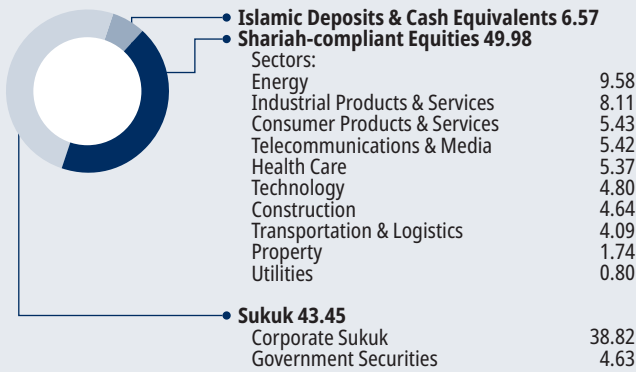 Islamic Deposits & Cash Equivalents 6.57
Shariah-compliant Equities 49.98
Sectors:
Energy 9.58
Industrial Products & Services 8.11
Consumer Products & Services 5.43
Telecommunications & Media 5.42
Health Care 5.37
Technology 4.80
Construction 4.64
Transportation & Logistics 4.09
Property 1.74
Utilities 0.80
Sukuk 43.45
Corporate Sukuk 38.82
Government Securities 4.63